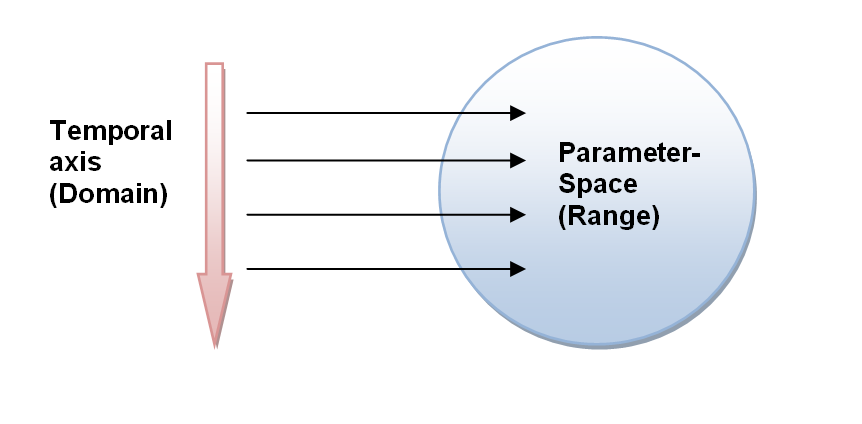 Temporal
axis
(Domain)
Parameter-
Space
(Range)